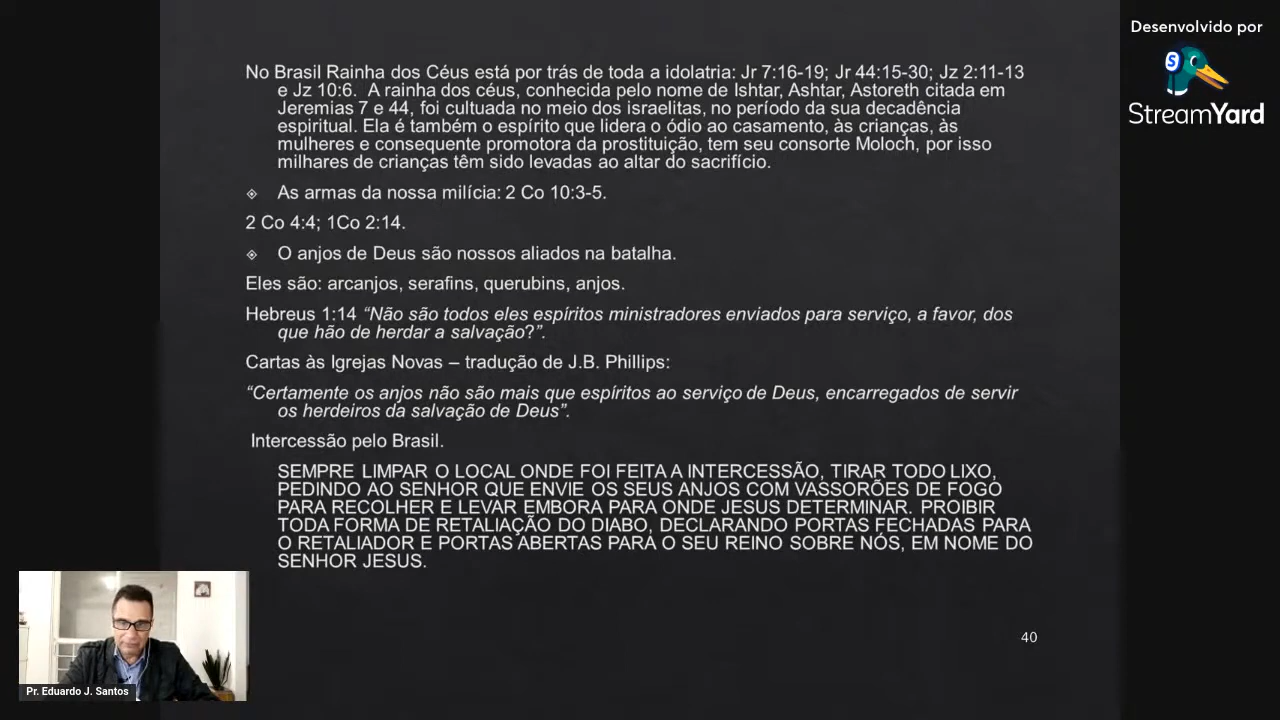 No Brasil Rainha dos Céus está por trás de toda a idolatria: Jr 7:16-19; Jr 44:15-30; Jz 2:11-13
e Jz 10:6. A rainha dos céus, conhecida pelo nome de Ishtar, Ashtar, Astoreth citada em
Jeremias 7 e 44, foi cultuada no meio dos israelitas, no período da sua decadência
espiritual. Ela é também o espírito que lidera o ódio ao casamento, às crianças, às
mulheres e consequente promotora da prostituição, tem seu consorte Moloch, por isso
milhares de crianças têm sido levadas ao altar do sacrifício.
As armas da nossa milícia: 2 Co 10:3-5.
2 Co 4:4; 1Co 2:14.
O anjos de Deus são nossos aliados na batalha.
Eles são: arcanjos, serafins, querubins, anjos.
Hebreus 1:14 “Não são todos eles espíritos ministradores enviados para serviço, a favor, dos
que hão de herdar a salvação?”.
Cartas às Igrejas Novas – tradução de J.B. Phillips:
“Certamente os anjos não são mais que espíritos ao serviço de Deus, encarregados de servir
os herdeiros da salvação de Deus”.
Intercessão pelo Brasil.
SEMPRE LIMPAR O LOCAL ONDE FOI FEITA A INTERCESSÃO, TIRAR TODO LIXO,
PEDINDO AO SENHOR QUE ENVIE OS SEUS ANJOS COM VASSORÕES DE FOGO
PARA RECOLHER E LEVAR EMBORA PARA ONDE JESUS DETERMINAR. PROIBIR
TODA FORMA DE RETALIAÇÃO DO DIABO, DECLARANDO PORTAS FECHADAS PARA
O RETALIADOR E PORTAS ABERTAS PARA O SEU REINO SOBRE NÓS, EM NOME DO
SENHOR JESUS.
40
Pr. Eduardo J. Santos
Desenvolvido por
S
StreamYard